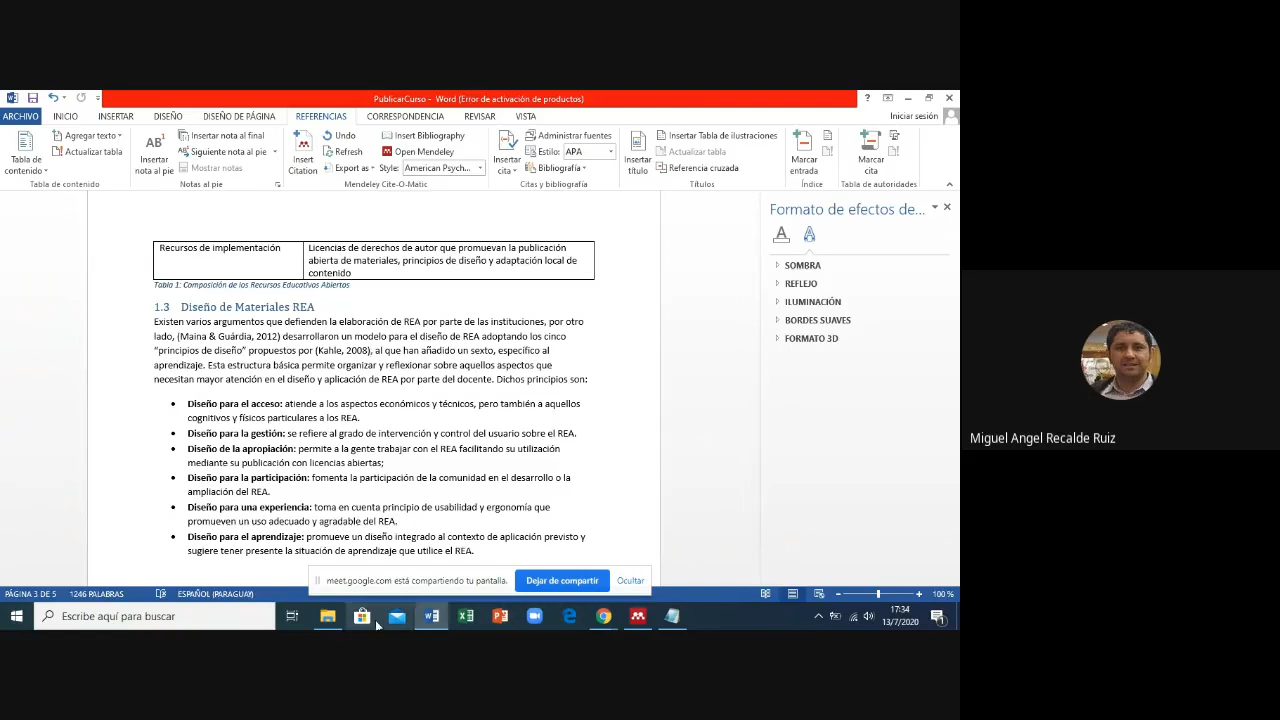 PublicarCurso - Word (Error de activación de productos)
ARCHIVO INICIO INSERTAR DISEÑO DISEÑO DE PÁGINA REFERENCIAS CORRESPONDENCIA REVISAR VISTA Iniciar sesión
Tabla de contenido
Agregar texto
Actualizar tabla
Tabla de contenido
AB¹
Insertar nota al pie
Insertar nota al final
Siguiente nota al pie
Mostrar notas
Notas al pie
Insert Citation
Undo
Refresh
Export as
Insert Bibliography
Open Mendeley
Style: American Psych...
Mendeley Cite-O-Matic
Insertar cita
Administrar fuentes
Estilo: APA
Bibliografía
Citas y bibliografía
Insertar título
Insertar Tabla de ilustraciones
Actualizar tabla
Referencia cruzada
Títulos
Marcar entrada
Índice
Marcar cita
Tabla de autoridades
Recursos de implementación
Licencias de derechos de autor que promuevan la publicación
abierta de materiales, principios de diseño y adaptación local de
contenido
Tabla 1: Composición de los Recursos Educativos Abiertos
1.3 Diseño de Materiales REA
Existen varios argumentos que defienden la elaboración de REA por parte de las instituciones, por otro
lado, (Maina & Guárdia, 2012) desarrollaron un modelo para el diseño de REA adoptando los cinco
“principios de diseño” propuestos por (Kahle, 2008), al que han añadido un sexto, específico al
aprendizaje. Esta estructura básica permite organizar y reflexionar sobre aquellos aspectos que
necesitan mayor atención en el diseño y aplicación de REA por parte del docente. Dichos principios son:
• Diseño para el acceso: atiende a los aspectos económicos y técnicos, pero también a aquellos
cognitivos y físicos particulares a los REA.
• Diseño para la gestión: se refiere al grado de intervención y control del usuario sobre el REA.
• Diseño de la apropiación: permite a la gente trabajar con el REA facilitando su utilización
mediante su publicación con licencias abiertas;
• Diseño para la participación: fomenta la participación de la comunidad en el desarrollo o la
ampliación del REA.
• Diseño para una experiencia: toma en cuenta principio de usabilidad y ergonomía que
promueven un uso adecuado y agradable del REA.
• Diseño para el aprendizaje: promueve un diseño integrado al contexto de aplicación previsto y
sugiere tener presente la situación de aprendizaje que utilice el REA.
Formato de efectos de...
SOMBRA
REFLEJO
ILUMINACIÓN
BORDES SUAVES
FORMATO 3D
Miguel Angel Recalde Ruiz
meet.google.com está compartiendo tu pantalla. Dejar de compartir Ocultar
PÁGINA 3 DE 5 1246 PALABRAS ESPAÑOL (PARAGUAY) 100 %
Escribe aquí para buscar
17:34
13/7/2020
1